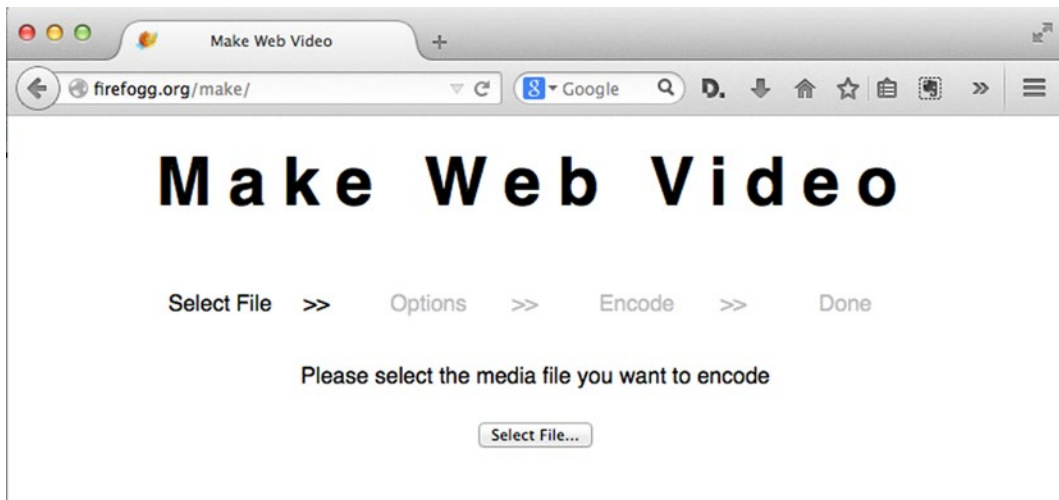 Make Web Video
firefogg.org/make/
Google
D.
Make Web Video
Select File >> Options >> Encode >> Done
Please select the media file you want to encode
Select File...